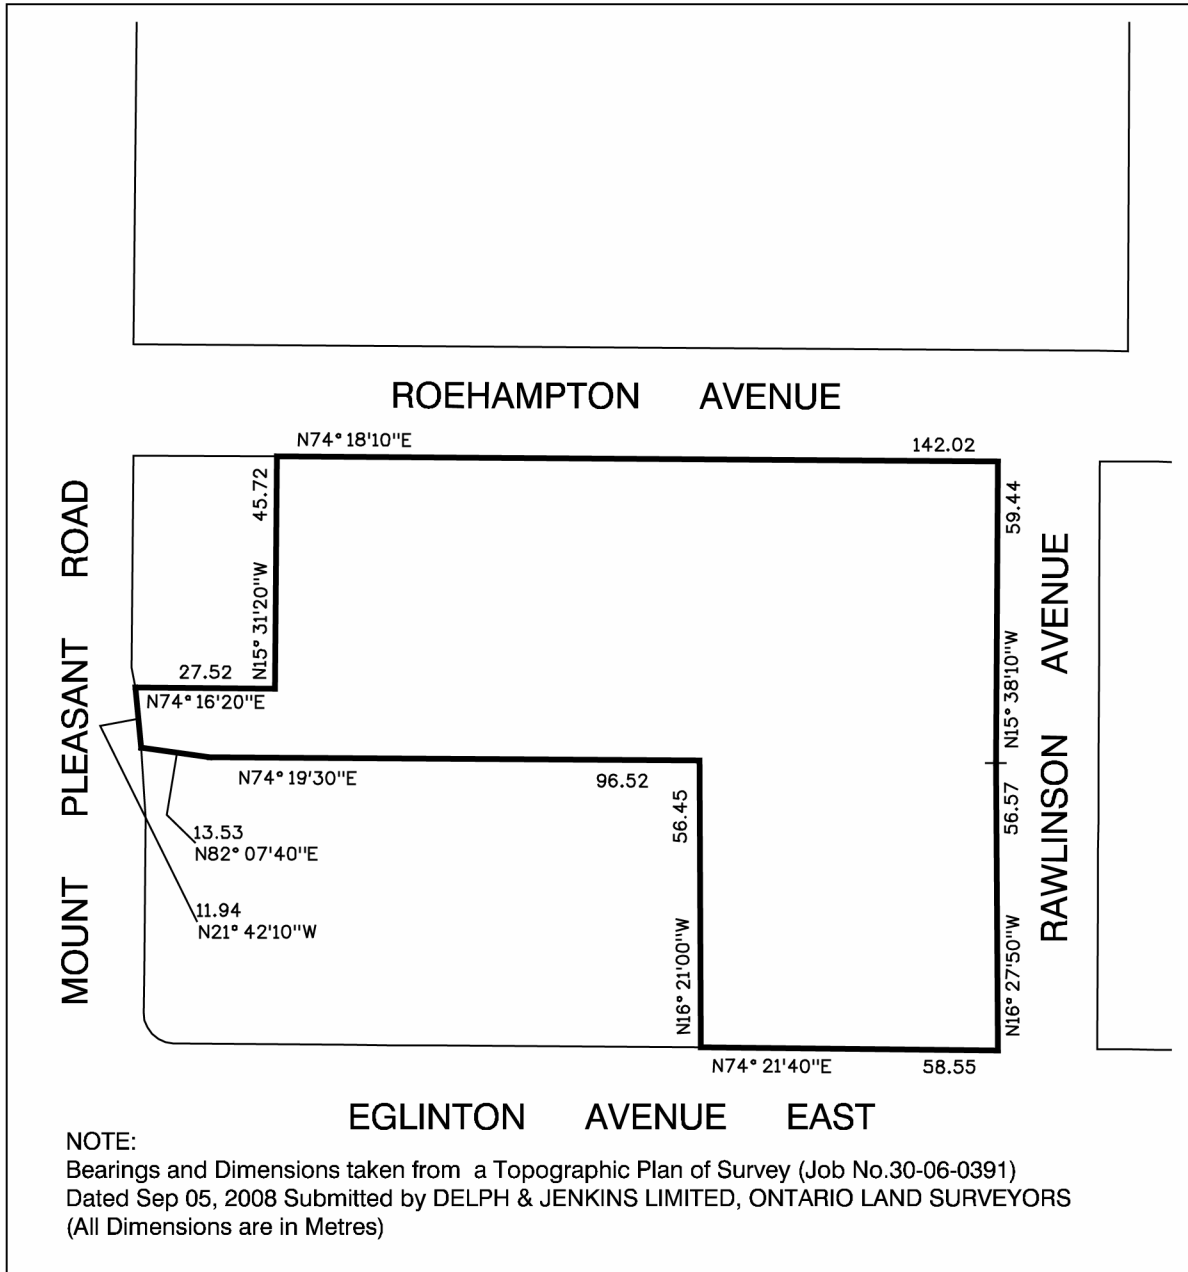 ROEHAMPTON AVENUE
N74° 18'10"E
142.02
45.72
N15° 31'20"W
59.44
N15° 38'10"W
27.52
N74° 16'20"E
N74° 19'30"E
96.52
13.53
N82° 07'40"E
11.94
N21° 42'10"W
56.45
N16° 21'00"W
56.57
N16° 27'50"W
N74° 21'40"E
58.55
MOUNT PLEASANT ROAD
RAWLINSON AVENUE
EGLINTON AVENUE EAST
NOTE:
Bearings and Dimensions taken from a Topographic Plan of Survey (Job No.30-06-0391)
Dated Sep 05, 2008 Submitted by DELPH & JENKINS LIMITED, ONTARIO LAND SURVEYORS
(All Dimensions are in Metres)